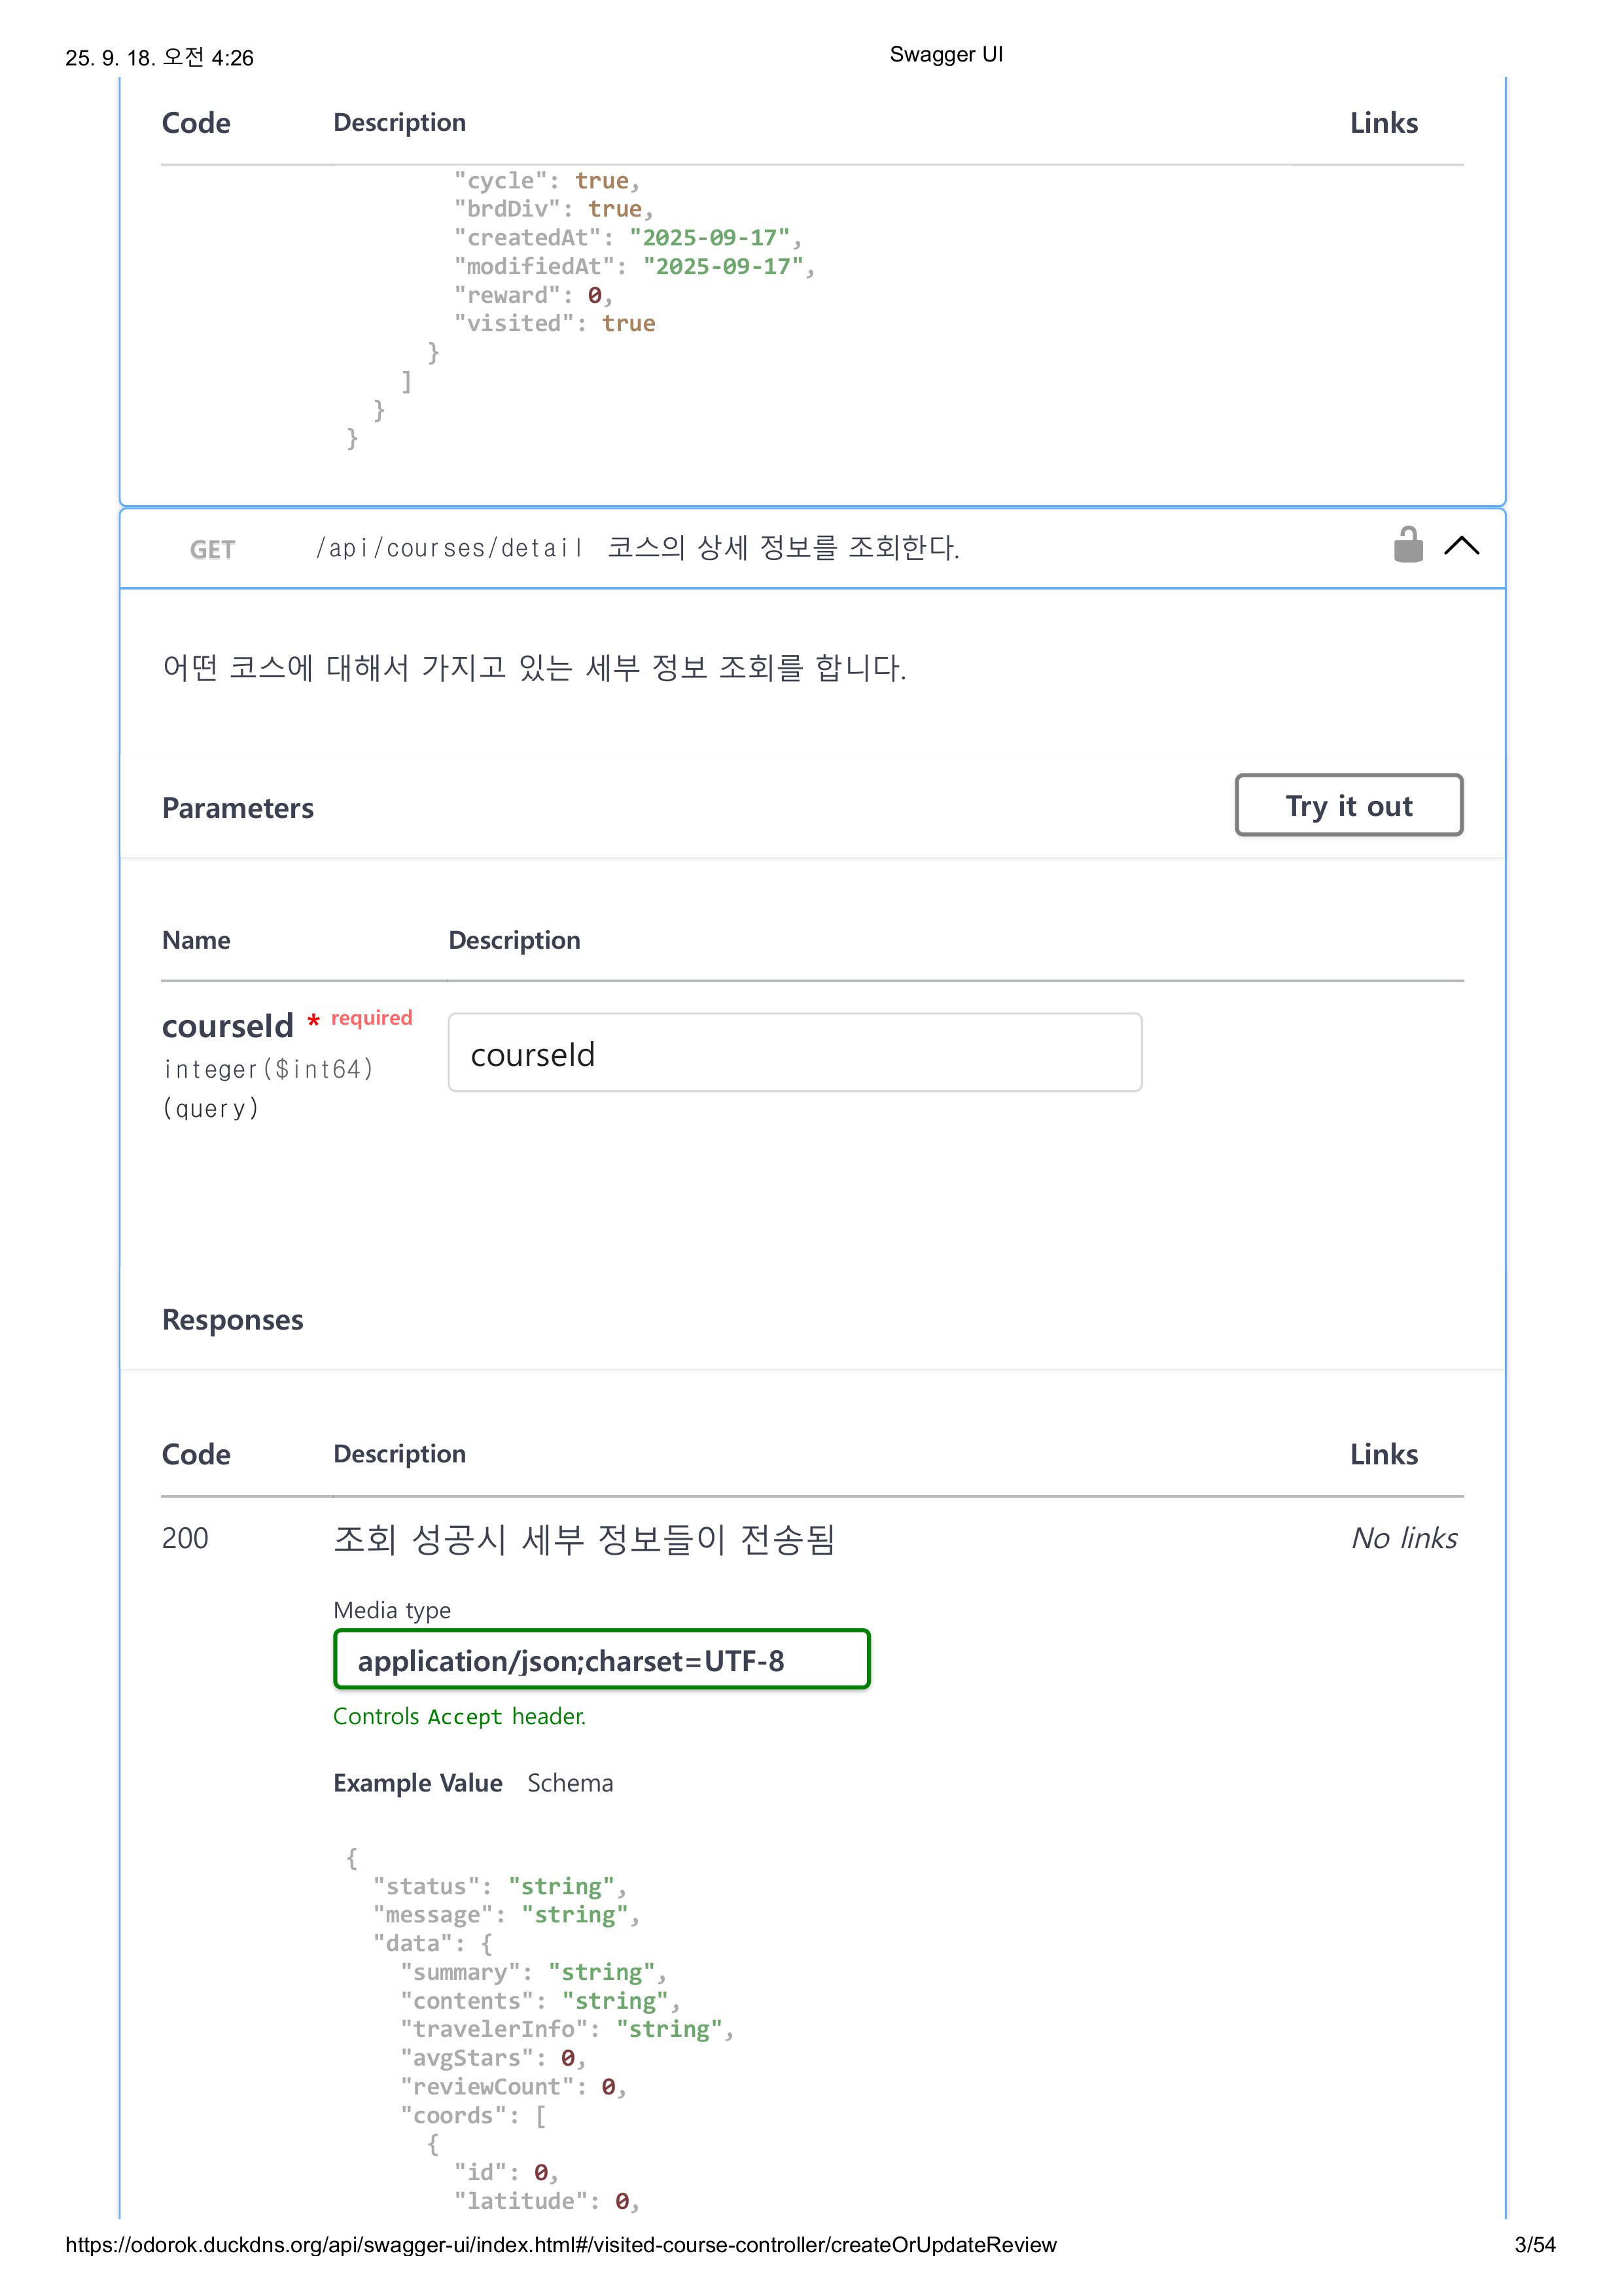 25. 9. 18. 오전 4:26 Swagger UI
Code Description Links
"cycle": true,
"brdDiv": true,
"createdAt": "2025-09-17",
"modifiedAt": "2025-09-17",
"reward": 0,
"visited": true
}
]
}
}
GET /api/courses/detail 코스의 상세 정보를 조회한다.
어떤 코스에 대해서 가지고 있는 세부 정보 조회를 합니다.
Parameters Try it out
Name Description
courseId * required
courseId
integer($int64)
(query)
Responses
Code Description Links
200 조회 성공시 세부 정보들이 전송됨 No links
Media type
application/json;charset=UTF-8
Controls Accept header.
Example Value Schema
{
"status": "string",
"message": "string",
"data": {
"summary": "string",
"contents": "string",
"travelerInfo": "string",
"avgStars": 0,
"reviewCount": 0,
"coords": [
{
"id": 0,
"latitude": 0,
https://odorok.duckdns.org/api/swagger-ui/index.html#/visited-course-controller/createOrUpdateReview 3/54